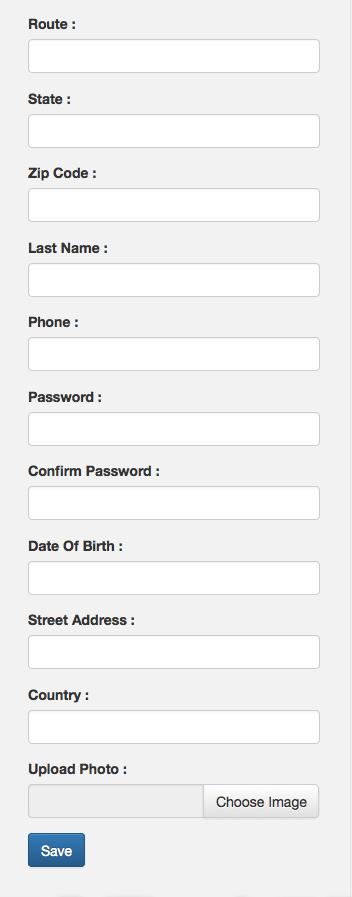 Route :
State :
Zip Code :
Last Name :
Phone :
Password :
Confirm Password :
Date Of Birth :
Street Address :
Country :
Upload Photo :
Choose Image
Save